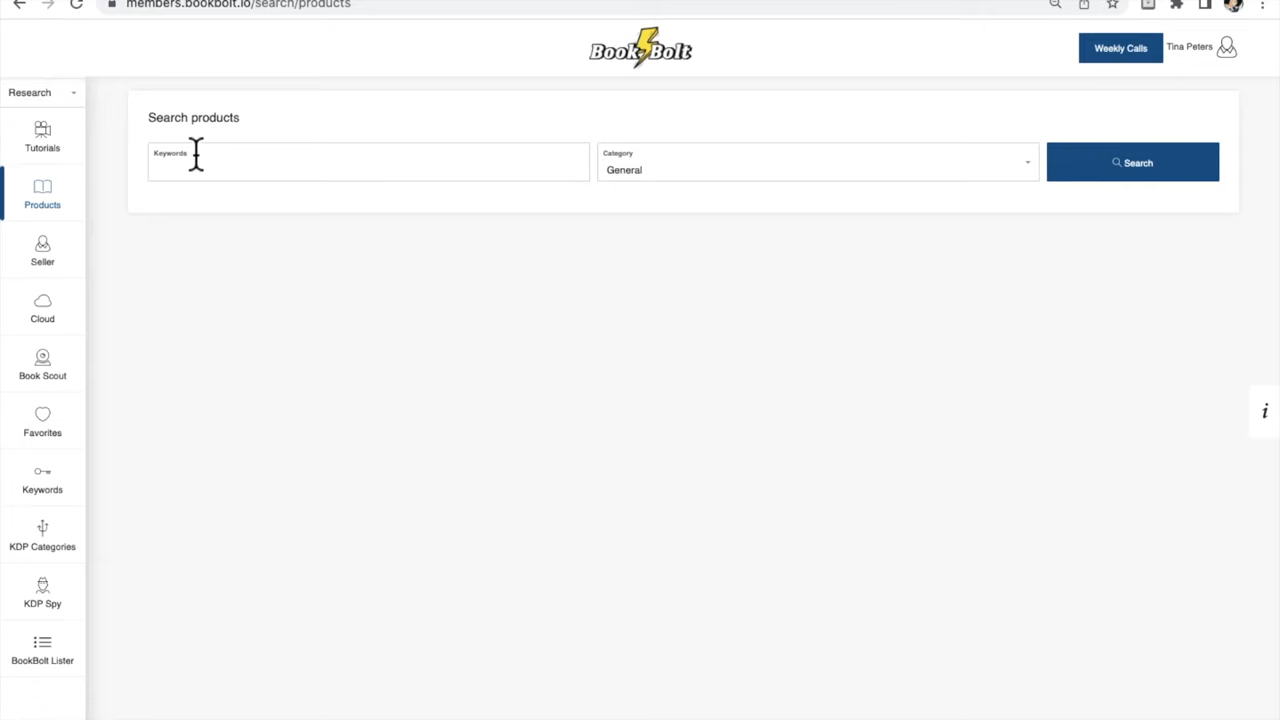 members.bookbolt.io/search/products
Book Bolt
Weekly Calls
Tina Peters
Research
Tutorials
Products
Seller
Cloud
Book Scout
Favorites
Keywords
KDP Categories
KDP Spy
BookBolt Lister
Search products
Keywords
Category
General
Search
i